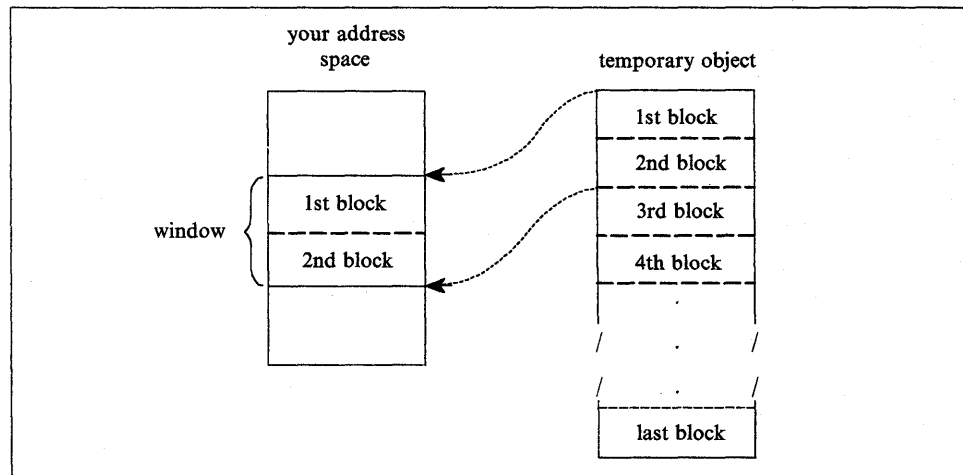 your address
space
temporary object
1st block
2nd block
1st block
3rd block
window
2nd block
4th block
last block